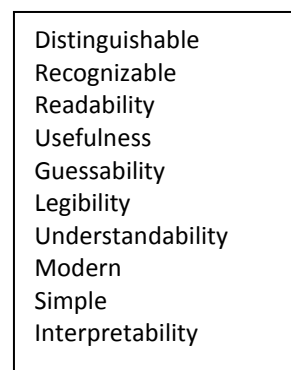 Distinguishable
Recognizable
Readability
Usefulness
Guessability
Legibility
Understandability
Modern
Simple
Interpretability